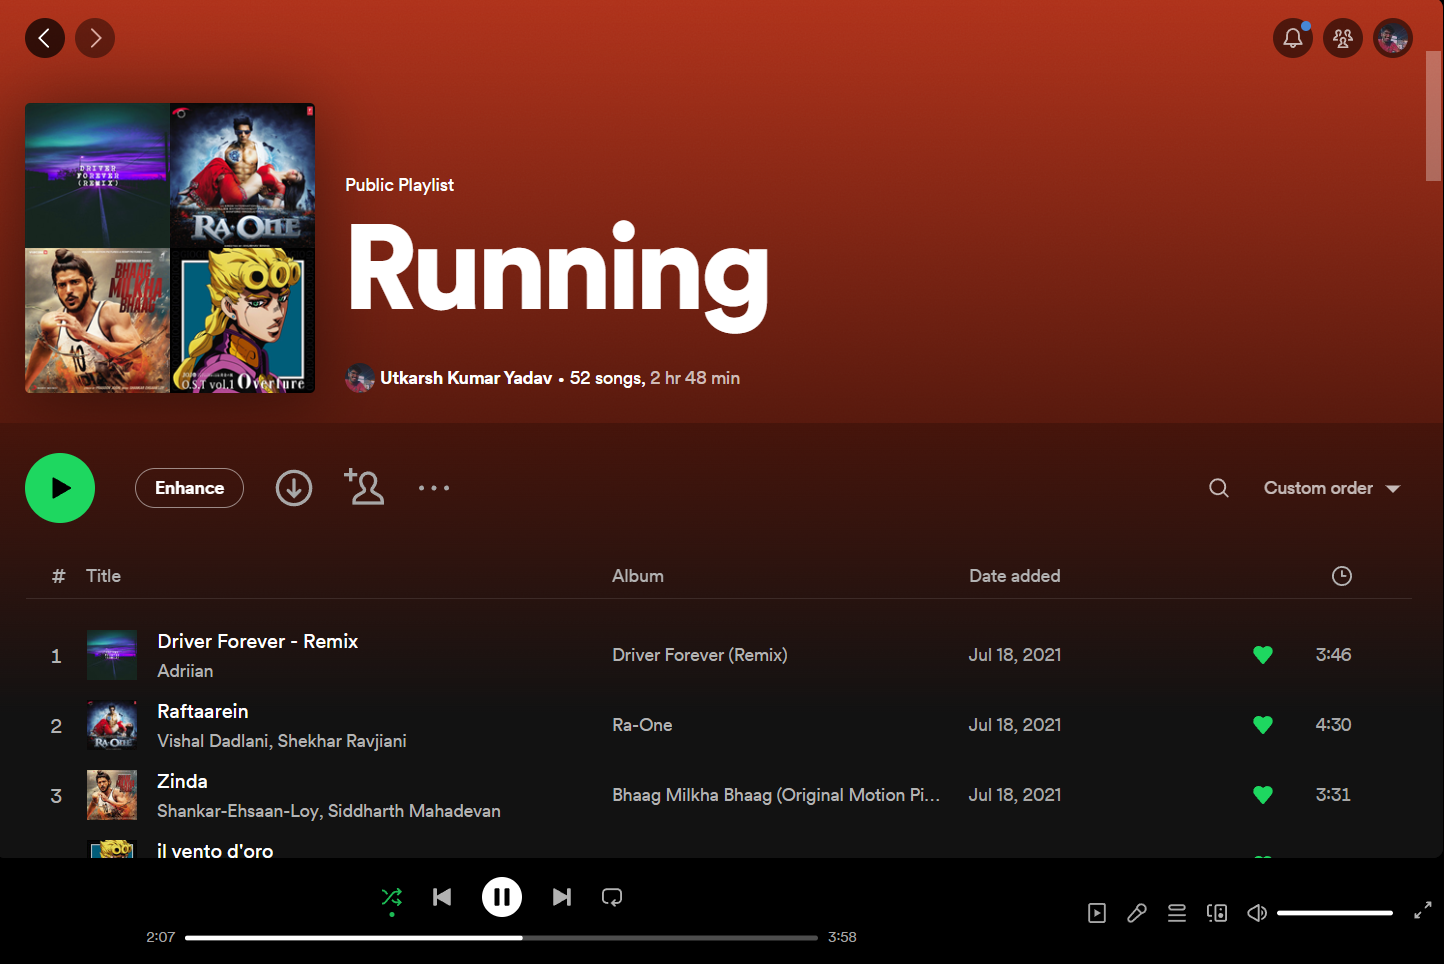 DRIVER
FOREVER
(REMIX)
RA·ONE
BHAAG
MILKHA
BHAAG
10
O.S.T vol.1 Overture
Public Playlist
Running
Utkarsh Kumar Yadav • 52 songs, 2 hr 48 min
Enhance
Custom order
# Title Album Date added
1 Driver Forever - Remix Driver Forever (Remix) Jul 18, 2021 3:46
Adriian
2 Raftaarein Ra-One Jul 18, 2021 4:30
Vishal Dadlani, Shekhar Ravjiani
3 Zinda Bhaag Milkha Bhaag (Original Motion Pi... Jul 18, 2021 3:31
Shankar-Ehsaan-Loy, Siddharth Mahadevan
il vento d'oro
2:07 3:58